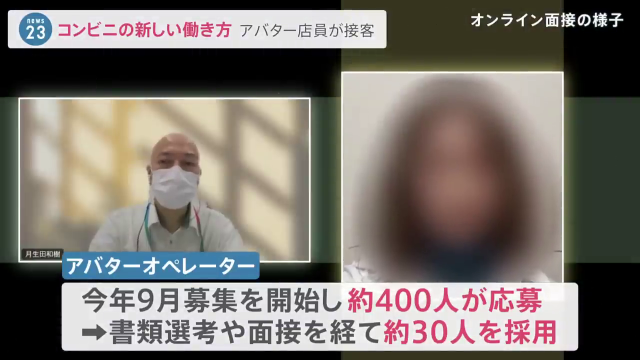 news
23
コンビニの新しい働き方 アバター店員が接客
オンライン面接の様子
月生田和樹
アバターオペレーター
今年9月募集を開始し 約400人が応募
➡書類選考や面接を経て約30人を採用